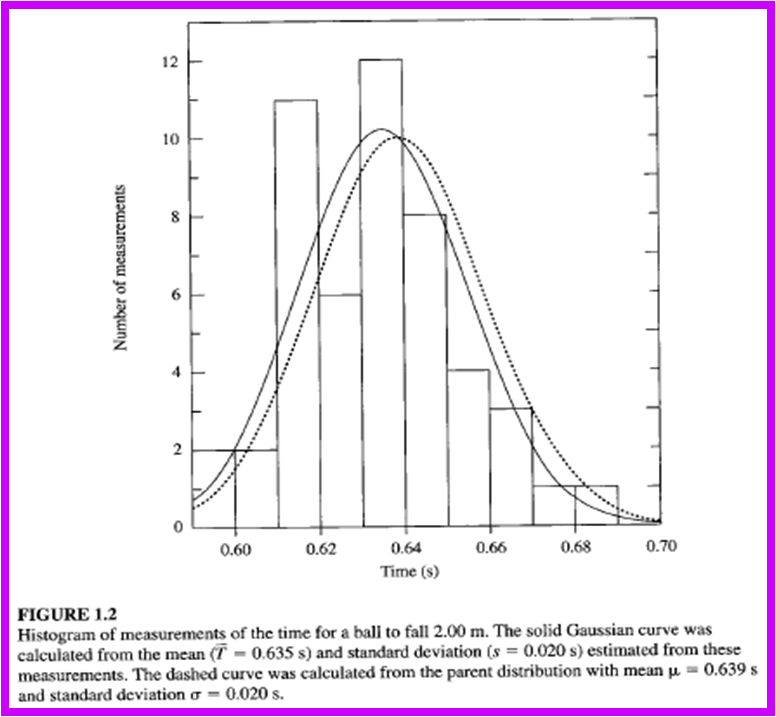 12
10
8
6
4
2
0
Number of measurements
0.60 0.62 0.64 0.66 0.68 0.70
Time (s)
FIGURE 1.2
Histogram of measurements of the time for a ball to fall 2.00 m. The solid Gaussian curve was
calculated from the mean (T̅ = 0.635 s) and standard deviation (s = 0.020 s) estimated from these
measurements. The dashed curve was calculated from the parent distribution with mean μ = 0.639 s
and standard deviation σ = 0.020 s.